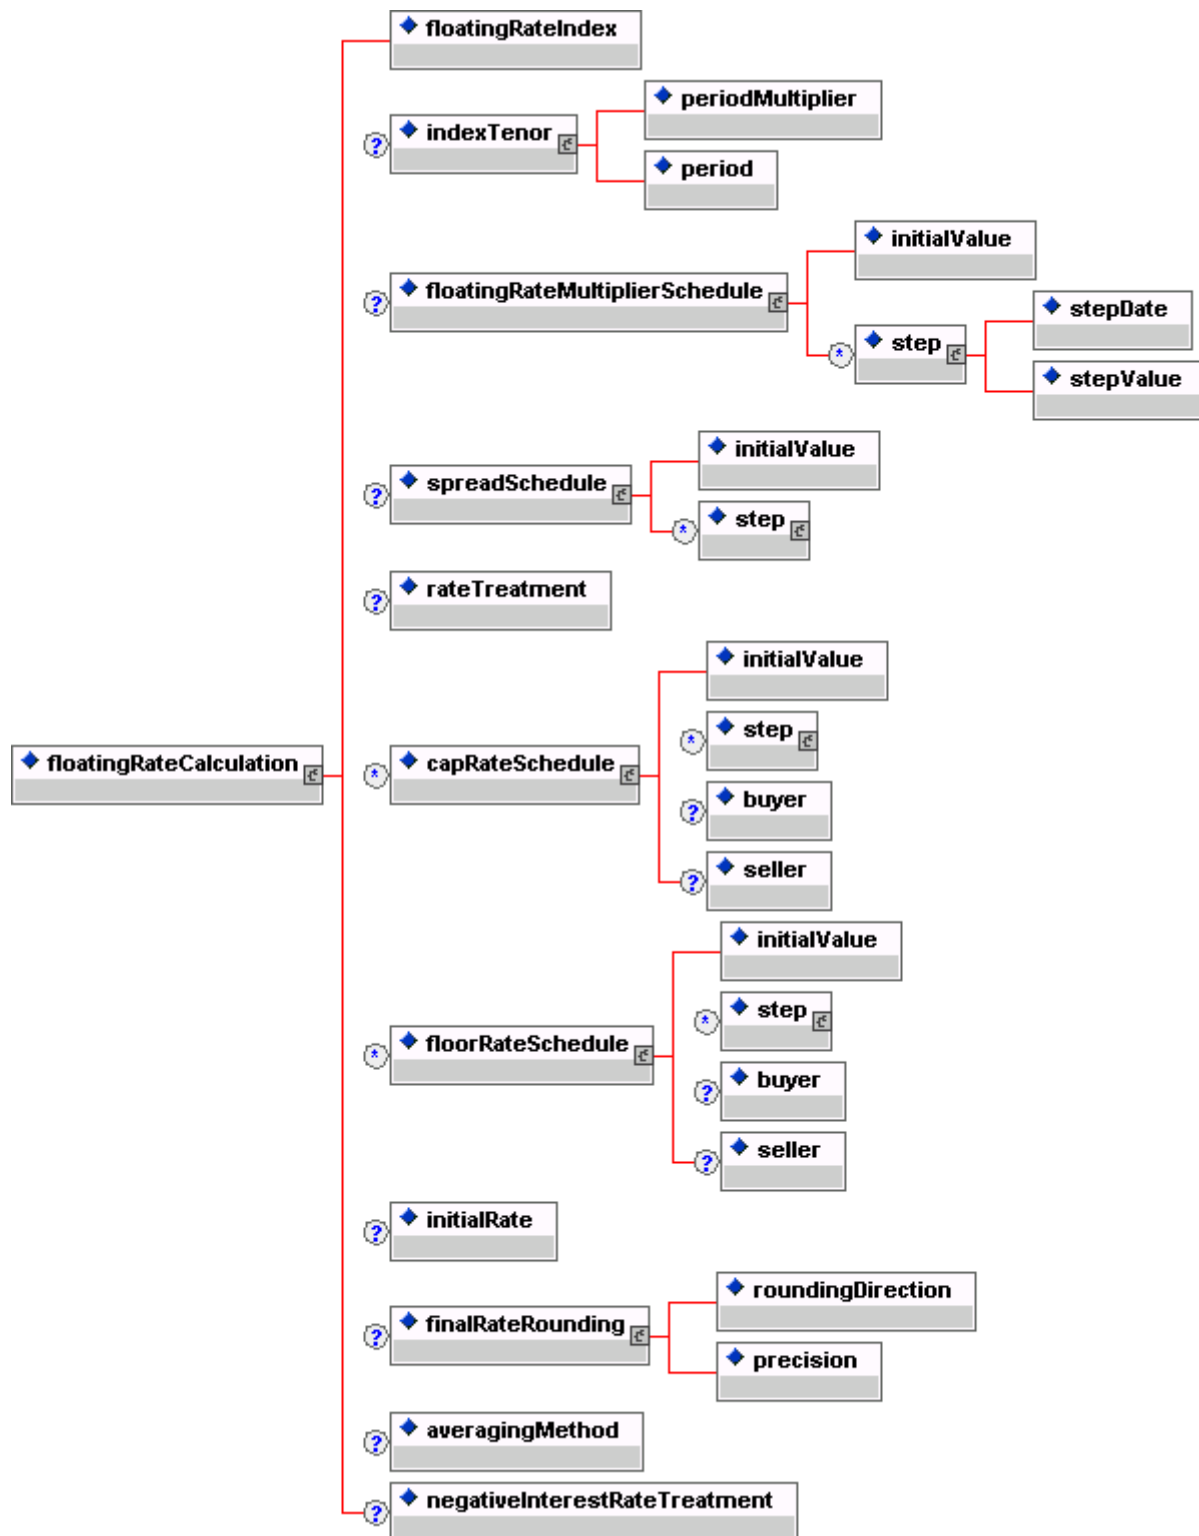 floatingRateIndex
periodMultiplier
? indexTenor
period
initialValue
? floatingRateMultiplierSchedule
stepDate
* step
stepValue
initialValue
? spreadSchedule
* step
? rateTreatment
initialValue
* step
floatingRateCalculation
* capRateSchedule
? buyer
? seller
initialValue
* step
* floorRateSchedule
? buyer
? seller
? initialRate
roundingDirection
? finalRateRounding
precision
? averagingMethod
? negativeInterestRateTreatment